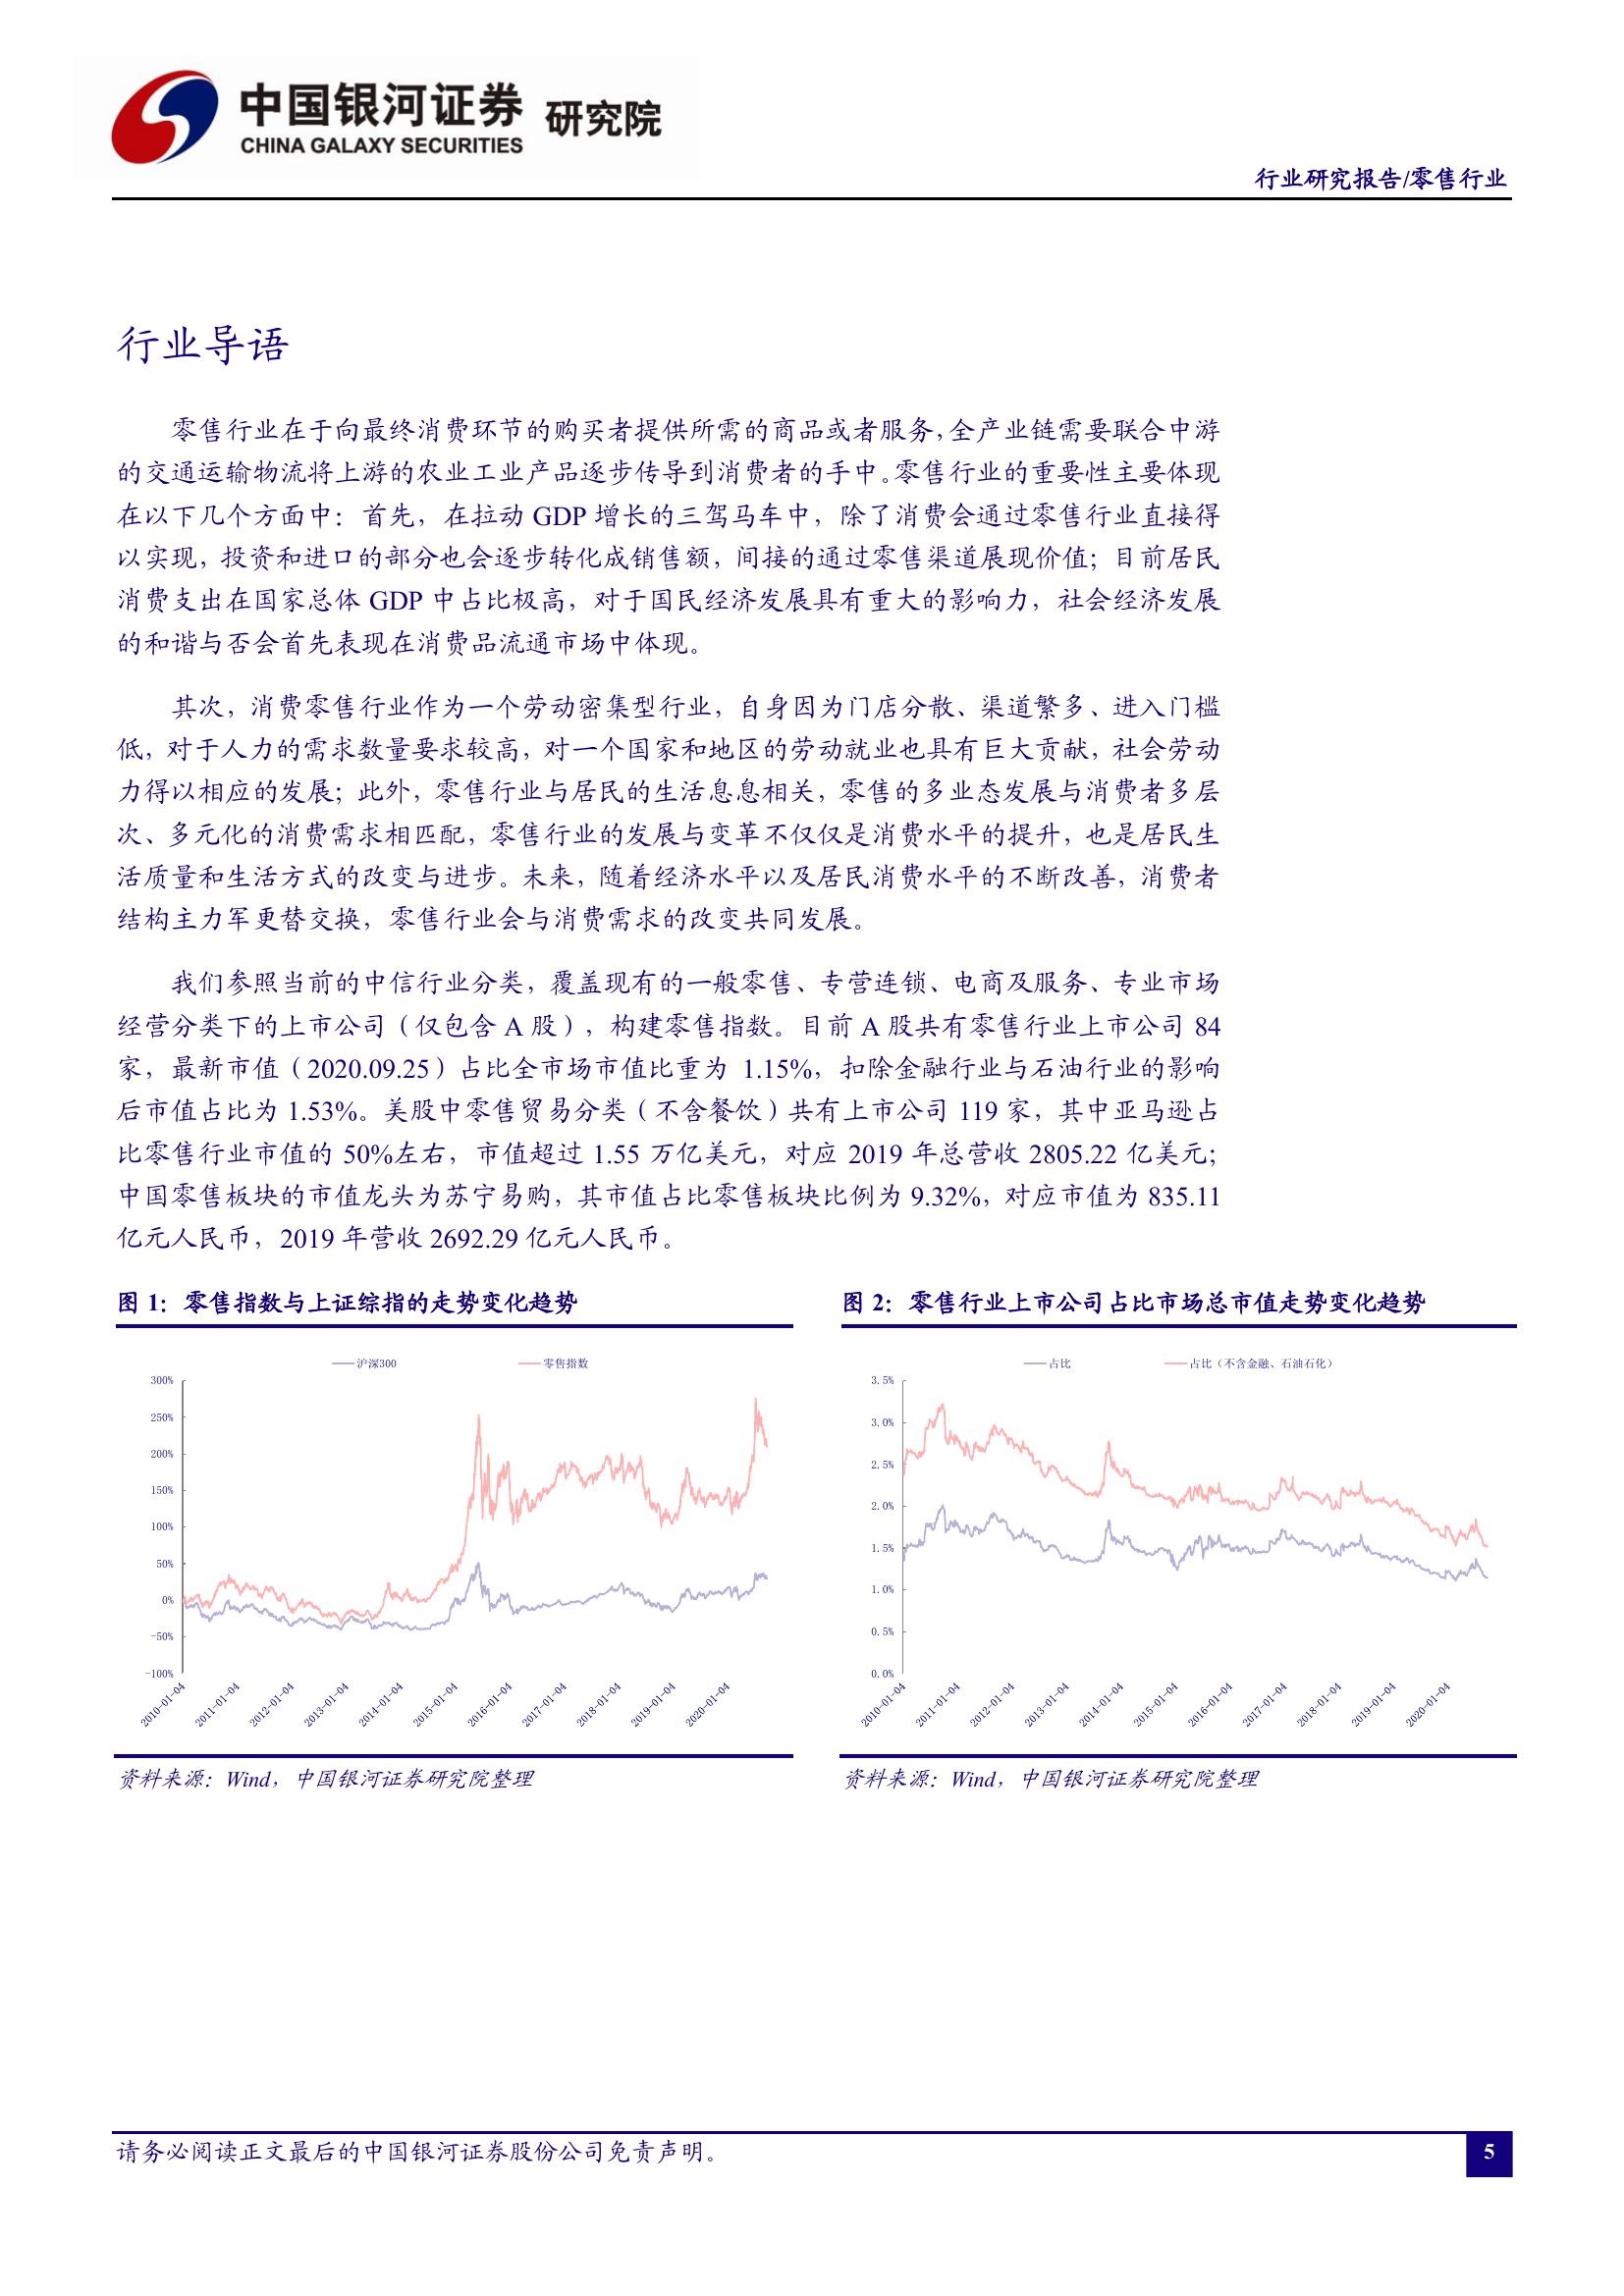 中国银河证券 研究院
CHINA GALAXY SECURITIES
行业研究报告/零售行业
行业导语
零售行业在于向最终消费环节的购买者提供所需的商品或者服务，全产业链需要联合中游
的交通运输物流将上游的农业工业产品逐步传导到消费者的手中。零售行业的重要性主要体现
在以下几个方面中：首先，在拉动 GDP 增长的三驾马车中，除了消费会通过零售行业直接得
以实现，投资和进口的部分也会逐步转化成销售额，间接的通过零售渠道展现价值；目前居民
消费支出在国家总体 GDP 中占比极高，对于国民经济发展具有重大的影响力，社会经济发展
的和谐与否会首先表现在消费品流通市场中体现。
其次，消费零售行业作为一个劳动密集型行业，自身因为门店分散、渠道繁多、进入门槛
低，对于人力的需求数量要求较高，对一个国家和地区的劳动就业也具有巨大贡献，社会劳动
力得以相应的发展；此外，零售行业与居民的生活息息相关，零售的多业态发展与消费者多层
次、多元化的消费需求相匹配，零售行业的发展与变革不仅仅是消费水平的提升，也是居民生
活质量和生活方式的改变与进步。未来，随着经济水平以及居民消费水平的不断改善，消费者
结构主力军更替交换，零售行业会与消费需求的改变共同发展。
我们参照当前的中信行业分类，覆盖现有的一般零售、专营连锁、电商及服务、专业市场
经营分类下的上市公司（仅包含 A 股），构建零售指数。目前 A 股共有零售行业上市公司 84
家，最新市值（2020.09.25）占比全市场市值比重为 1.15%，扣除金融行业与石油行业的影响
后市值占比为 1.53%。美股中零售贸易分类（不含餐饮）共有上市公司 119 家，其中亚马逊占
比零售行业市值的 50%左右，市值超过 1.55 万亿美元，对应 2019 年总营收 2805.22 亿美元；
中国零售板块的市值龙头为苏宁易购，其市值占比零售板块比例为 9.32%，对应市值为 835.11
亿元人民币，2019 年营收 2692.29 亿元人民币。
图 1：零售指数与上证综指的走势变化趋势
沪深300 零售指数
300%
250%
200%
150%
100%
50%
0%
-50%
-100%
2010-01-04 2011-01-04 2012-01-04 2013-01-04 2014-01-04 2015-01-04 2016-01-04 2017-01-04 2018-01-04 2019-01-04 2020-01-04
资料来源：Wind，中国银河证券研究院整理
图 2：零售行业上市公司占比市场总市值走势变化趋势
占比 占比（不含金融、石油石化）
3.5%
3.0%
2.5%
2.0%
1.5%
1.0%
0.5%
0.0%
2010-01-04 2011-01-04 2012-01-04 2013-01-04 2014-01-04 2015-01-04 2016-01-04 2017-01-04 2018-01-04 2019-01-04 2020-01-04
资料来源：Wind，中国银河证券研究院整理
请务必阅读正文最后的中国银河证券股份公司免责声明。
5